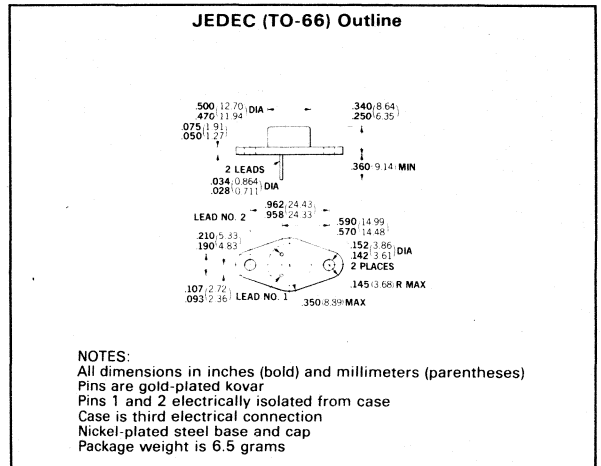 JEDEC (TO-66) Outline
.500 (12.70) DIA
.470 (11.94)
.340 (8.64)
.250 (6.35)
.075 (1.91)
.050 (1.27)
2 LEADS
.360 (9.14) MIN
.034 (0.864) DIA
.028 (0.711)
.962 (24.43)
.958 (24.33)
LEAD NO. 2
.590 (14.99)
.570 (14.48)
.210 (5.33)
.190 (4.83)
.152 (3.86) DIA
.142 (3.61)
2 PLACES
.145 (3.68) R MAX
.107 (2.72)
.093 (2.36)
LEAD NO. 1
.350 (8.89) MAX
NOTES:
All dimensions in inches (bold) and millimeters (parentheses)
Pins are gold-plated kovar
Pins 1 and 2 electrically isolated from case
Case is third electrical connection
Nickel-plated steel base and cap
Package weight is 6.5 grams